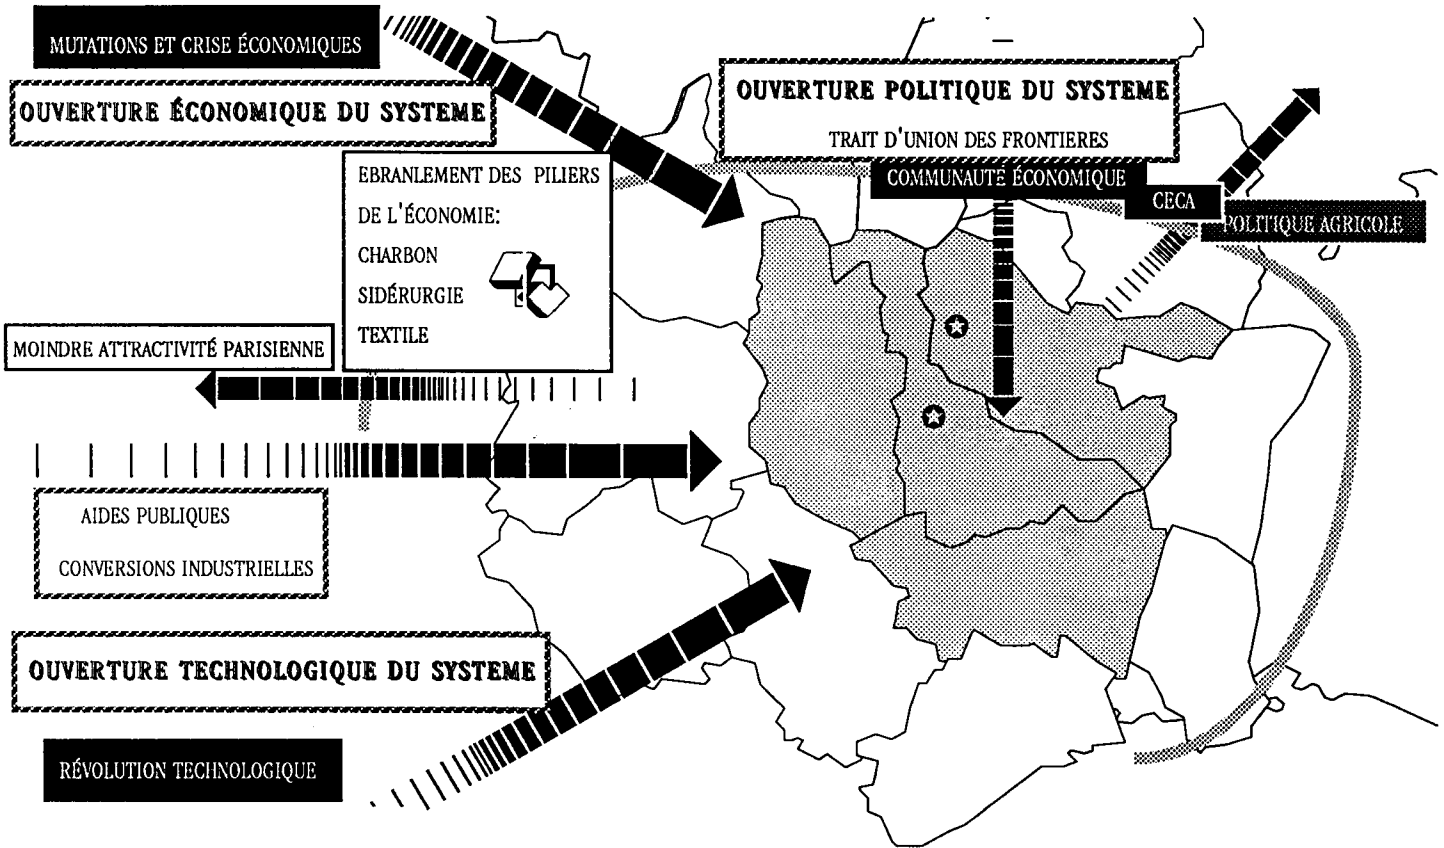 MUTATIONS ET CRISE ÉCONOMIQUES
OUVERTURE ÉCONOMIQUE DU SYSTEME
EBRANLEMENT DES PILIERS
DE L'ÉCONOMIE:
CHARBON
SIDÉRURGIE
TEXTILE
OUVERTURE POLITIQUE DU SYSTEME
TRAIT D'UNION DES FRONTIERES
COMMUNAUTÉ ÉCONOMIQUE
CECA
POLITIQUE AGRICOLE
MOINDRE ATTRACTIVITÉ PARISIENNE
AIDES PUBLIQUES
CONVERSIONS INDUSTRIELLES
OUVERTURE TECHNOLOGIQUE DU SYSTEME
RÉVOLUTION TECHNOLOGIQUE